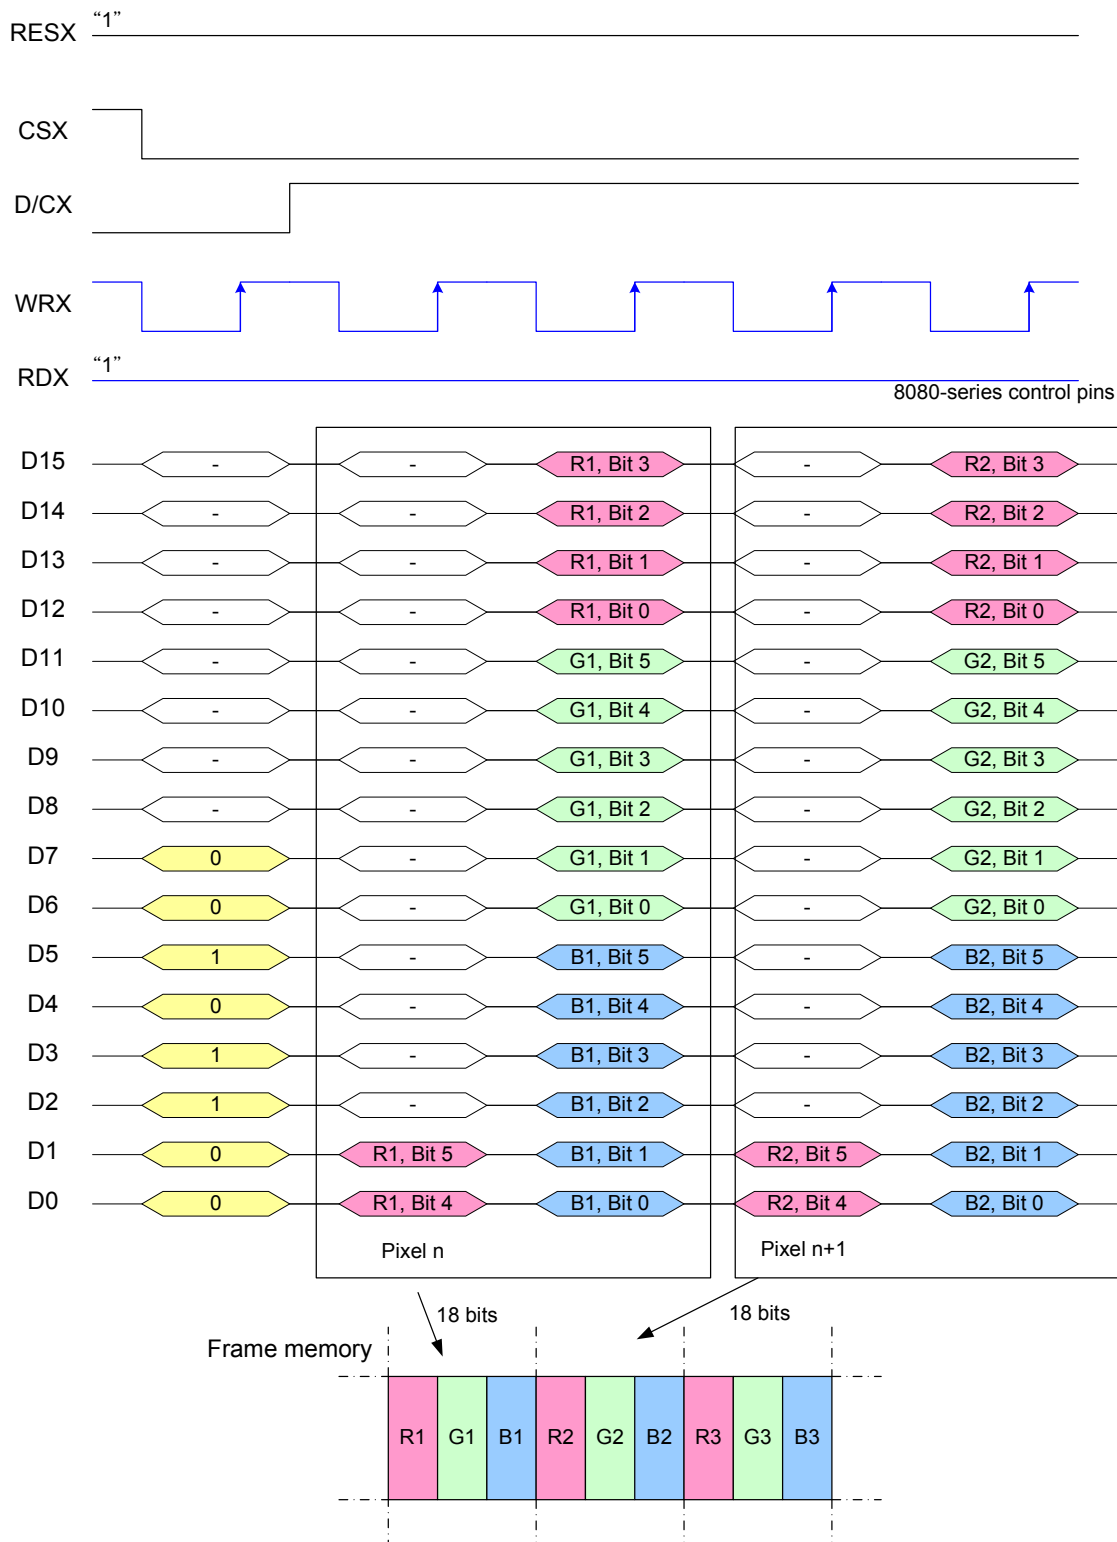 RESX “1”
CSX
D/CX
WRX
RDX “1”
8080-series control pins
D15 - - R1, Bit 3 - R2, Bit 3
D14 - - R1, Bit 2 - R2, Bit 2
D13 - - R1, Bit 1 - R2, Bit 1
D12 - - R1, Bit 0 - R2, Bit 0
D11 - - G1, Bit 5 - G2, Bit 5
D10 - - G1, Bit 4 - G2, Bit 4
D9 - - G1, Bit 3 - G2, Bit 3
D8 - - G1, Bit 2 - G2, Bit 2
D7 0 - G1, Bit 1 - G2, Bit 1
D6 0 - G1, Bit 0 - G2, Bit 0
D5 1 - B1, Bit 5 - B2, Bit 5
D4 0 - B1, Bit 4 - B2, Bit 4
D3 1 - B1, Bit 3 - B2, Bit 3
D2 1 - B1, Bit 2 - B2, Bit 2
D1 0 R1, Bit 5 B1, Bit 1 R2, Bit 5 B2, Bit 1
D0 0 R1, Bit 4 B1, Bit 0 R2, Bit 4 B2, Bit 0
Pixel n Pixel n+1
18 bits 18 bits
Frame memory
R1 G1 B1 R2 G2 B2 R3 G3 B3